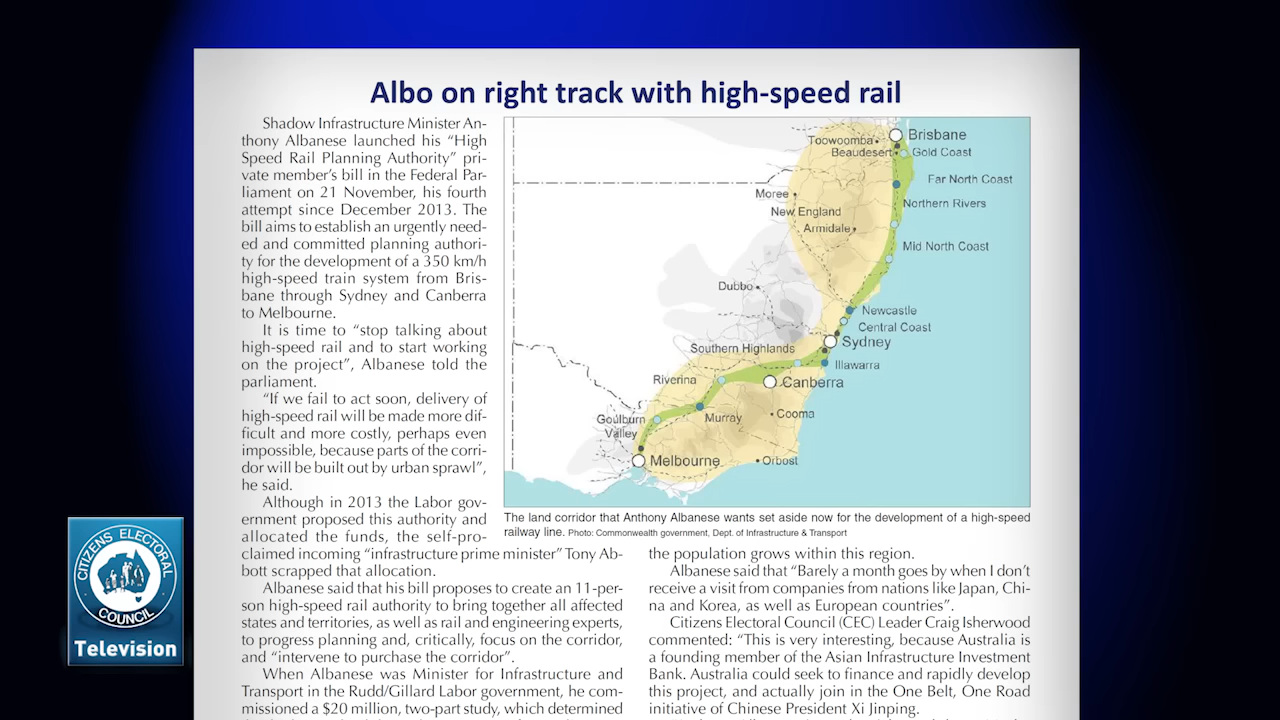 Albo on right track with high-speed rail
Shadow Infrastructure Minister An-
thony Albanese launched his “High
Speed Rail Planning Authority” pri-
vate member’s bill in the Federal Par-
liament on 21 November, his fourth
attempt since December 2013. The
bill aims to establish an urgently need-
ed and committed planning authori-
ty for the development of a 350 km/h
high-speed train system from Bris-
bane through Sydney and Canberra
to Melbourne.
It is time to “stop talking about
high-speed rail and to start working
on the project”, Albanese told the
parliament.
“If we fail to act soon, delivery of
high-speed rail will be made more dif-
ficult and more costly, perhaps even
impossible, because parts of the corri-
dor will be built out by urban sprawl”,
he said.
Although in 2013 the Labor gov-
ernment proposed this authority and
allocated the funds, the self-pro-
claimed incoming “infrastructure prime minister” Tony Ab-
bott scrapped that allocation.
Albanese said that his bill proposes to create an 11-per-
son high-speed rail authority to bring together all affected
states and territories, as well as rail and engineering experts,
to progress planning and, critically, focus on the corridor,
and “intervene to purchase the corridor”.
When Albanese was Minister for Infrastructure and
Transport in the Rudd/Gillard Labor government, he com-
missioned a $20 million, two-part study, which determined
Brisbane
Toowoomba
Beaudesert
Gold Coast
Far North Coast
Moree
Northern Rivers
New England
Armidale
Mid North Coast
Dubbo
Newcastle
Central Coast
Sydney
Southern Highlands
Illawarra
Riverina
Canberra
Goulburn
Valley
Murray
Cooma
Melbourne
Orbost
The land corridor that Anthony Albanese wants set aside now for the development of a high-speed
railway line. Photo: Commonwealth government, Dept. of Infrastructure & Transport
the population grows within this region.
Albanese said that “Barely a month goes by when I don’t
receive a visit from companies from nations like Japan, Chi-
na and Korea, as well as European countries”.
Citizens Electoral Council (CEC) Leader Craig Isherwood
commented: “This is very interesting, because Australia is
a founding member of the Asian Infrastructure Investment
Bank. Australia could seek to finance and rapidly develop
this project, and actually join in the One Belt, One Road
initiative of Chinese President Xi Jinping.
CITIZENS ELECTORAL
COUNCIL
Television